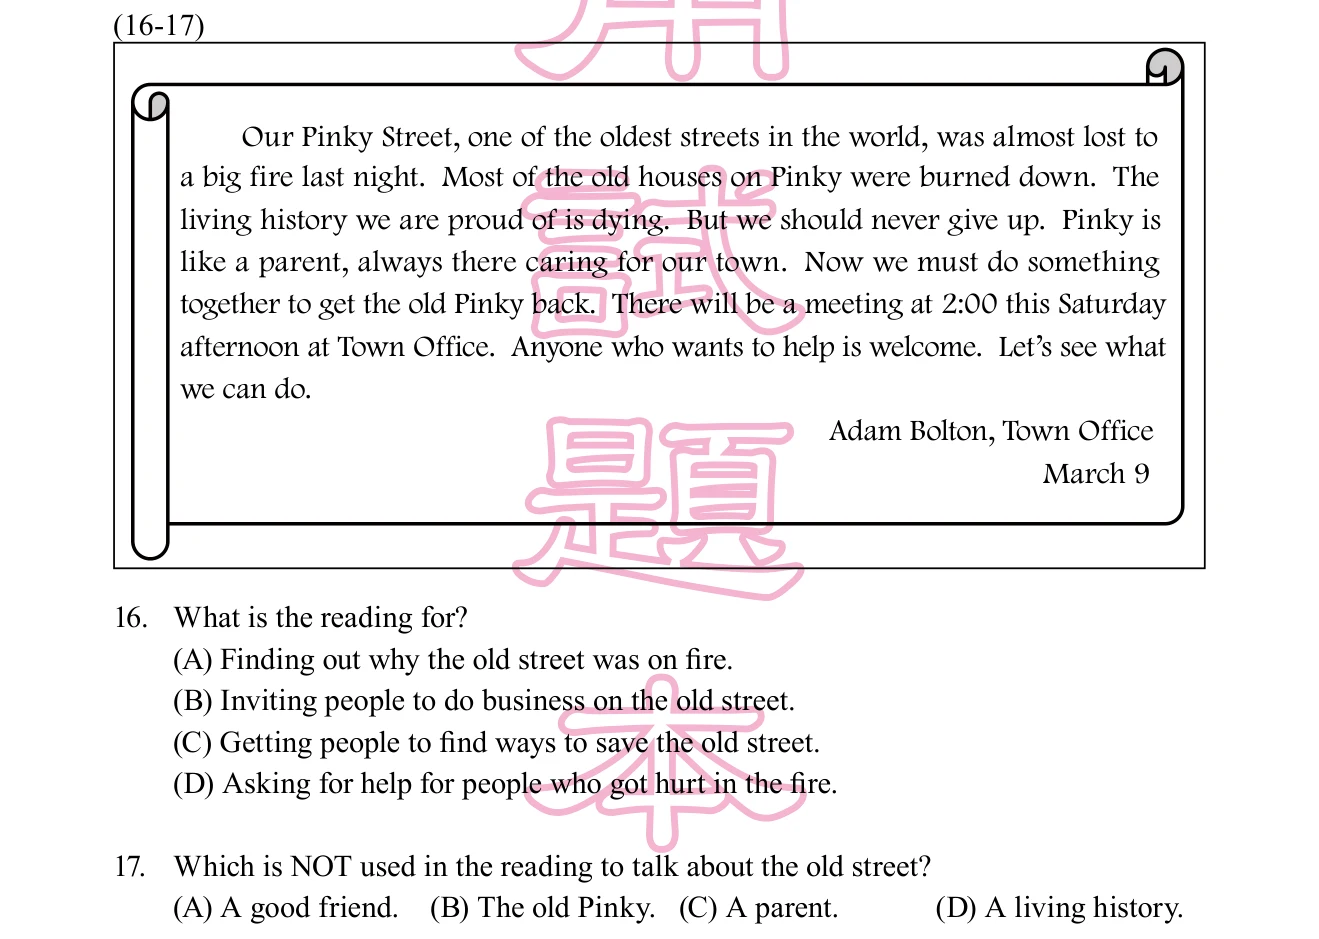 (16-17)
Our Pinky Street, one of the oldest streets in the world, was almost lost to
a big fire last night. Most of the old houses on Pinky were burned down. The
living history we are proud of is dying. But we should never give up. Pinky is
like a parent, always there caring for our town. Now we must do something
together to get the old Pinky back. There will be a meeting at 2:00 this Saturday
afternoon at Town Office. Anyone who wants to help is welcome. Let's see what
we can do.
Adam Bolton, Town Office
March 9
16. What is the reading for?
(A) Finding out why the old street was on fire.
(B) Inviting people to do business on the old street.
(C) Getting people to find ways to save the old street.
(D) Asking for help for people who got hurt in the fire.
17. Which is NOT used in the reading to talk about the old street?
(A) A good friend. (B) The old Pinky. (C) A parent. (D) A living history.
試
題
本